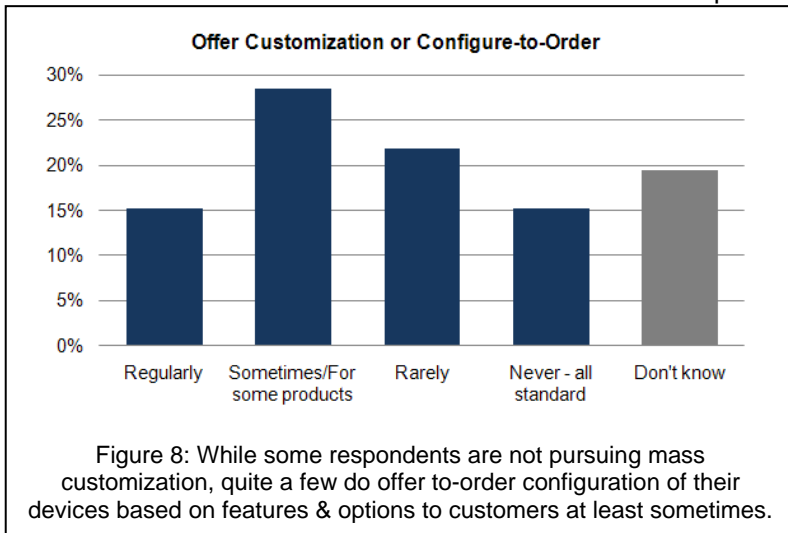 Offer Customization or Configure-to-Order
30%
25%
20%
15%
10%
5%
0%
Regularly
Sometimes/For
some products
Rarely
Never - all
standard
Don't know
Figure 8: While some respondents are not pursuing mass
customization, quite a few do offer to-order configuration of their
devices based on features & options to customers at least sometimes.